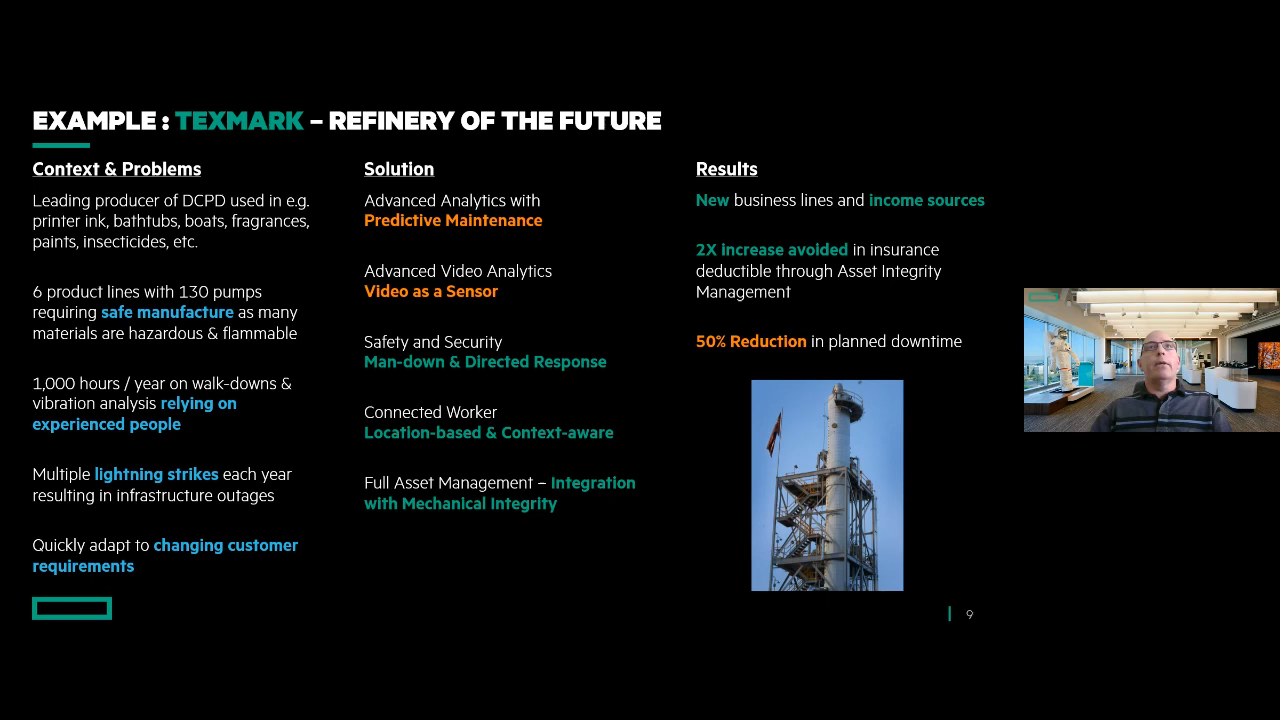 EXAMPLE : TEXMARK – REFINERY OF THE FUTURE
Context & Problems
Leading producer of DCPD used in e.g.
printer ink, bathtubs, boats, fragrances,
paints, insecticides, etc.
6 product lines with 130 pumps
requiring safe manufacture as many
materials are hazardous & flammable
1,000 hours / year on walk-downs &
vibration analysis relying on
experienced people
Multiple lightning strikes each year
resulting in infrastructure outages
Quickly adapt to changing customer
requirements
Solution
Advanced Analytics with
Predictive Maintenance
Advanced Video Analytics
Video as a Sensor
Safety and Security
Man-down & Directed Response
Connected Worker
Location-based & Context-aware
Full Asset Management – Integration
with Mechanical Integrity
Results
New business lines and income sources
2X increase avoided in insurance
deductible through Asset Integrity
Management
50% Reduction in planned downtime
9